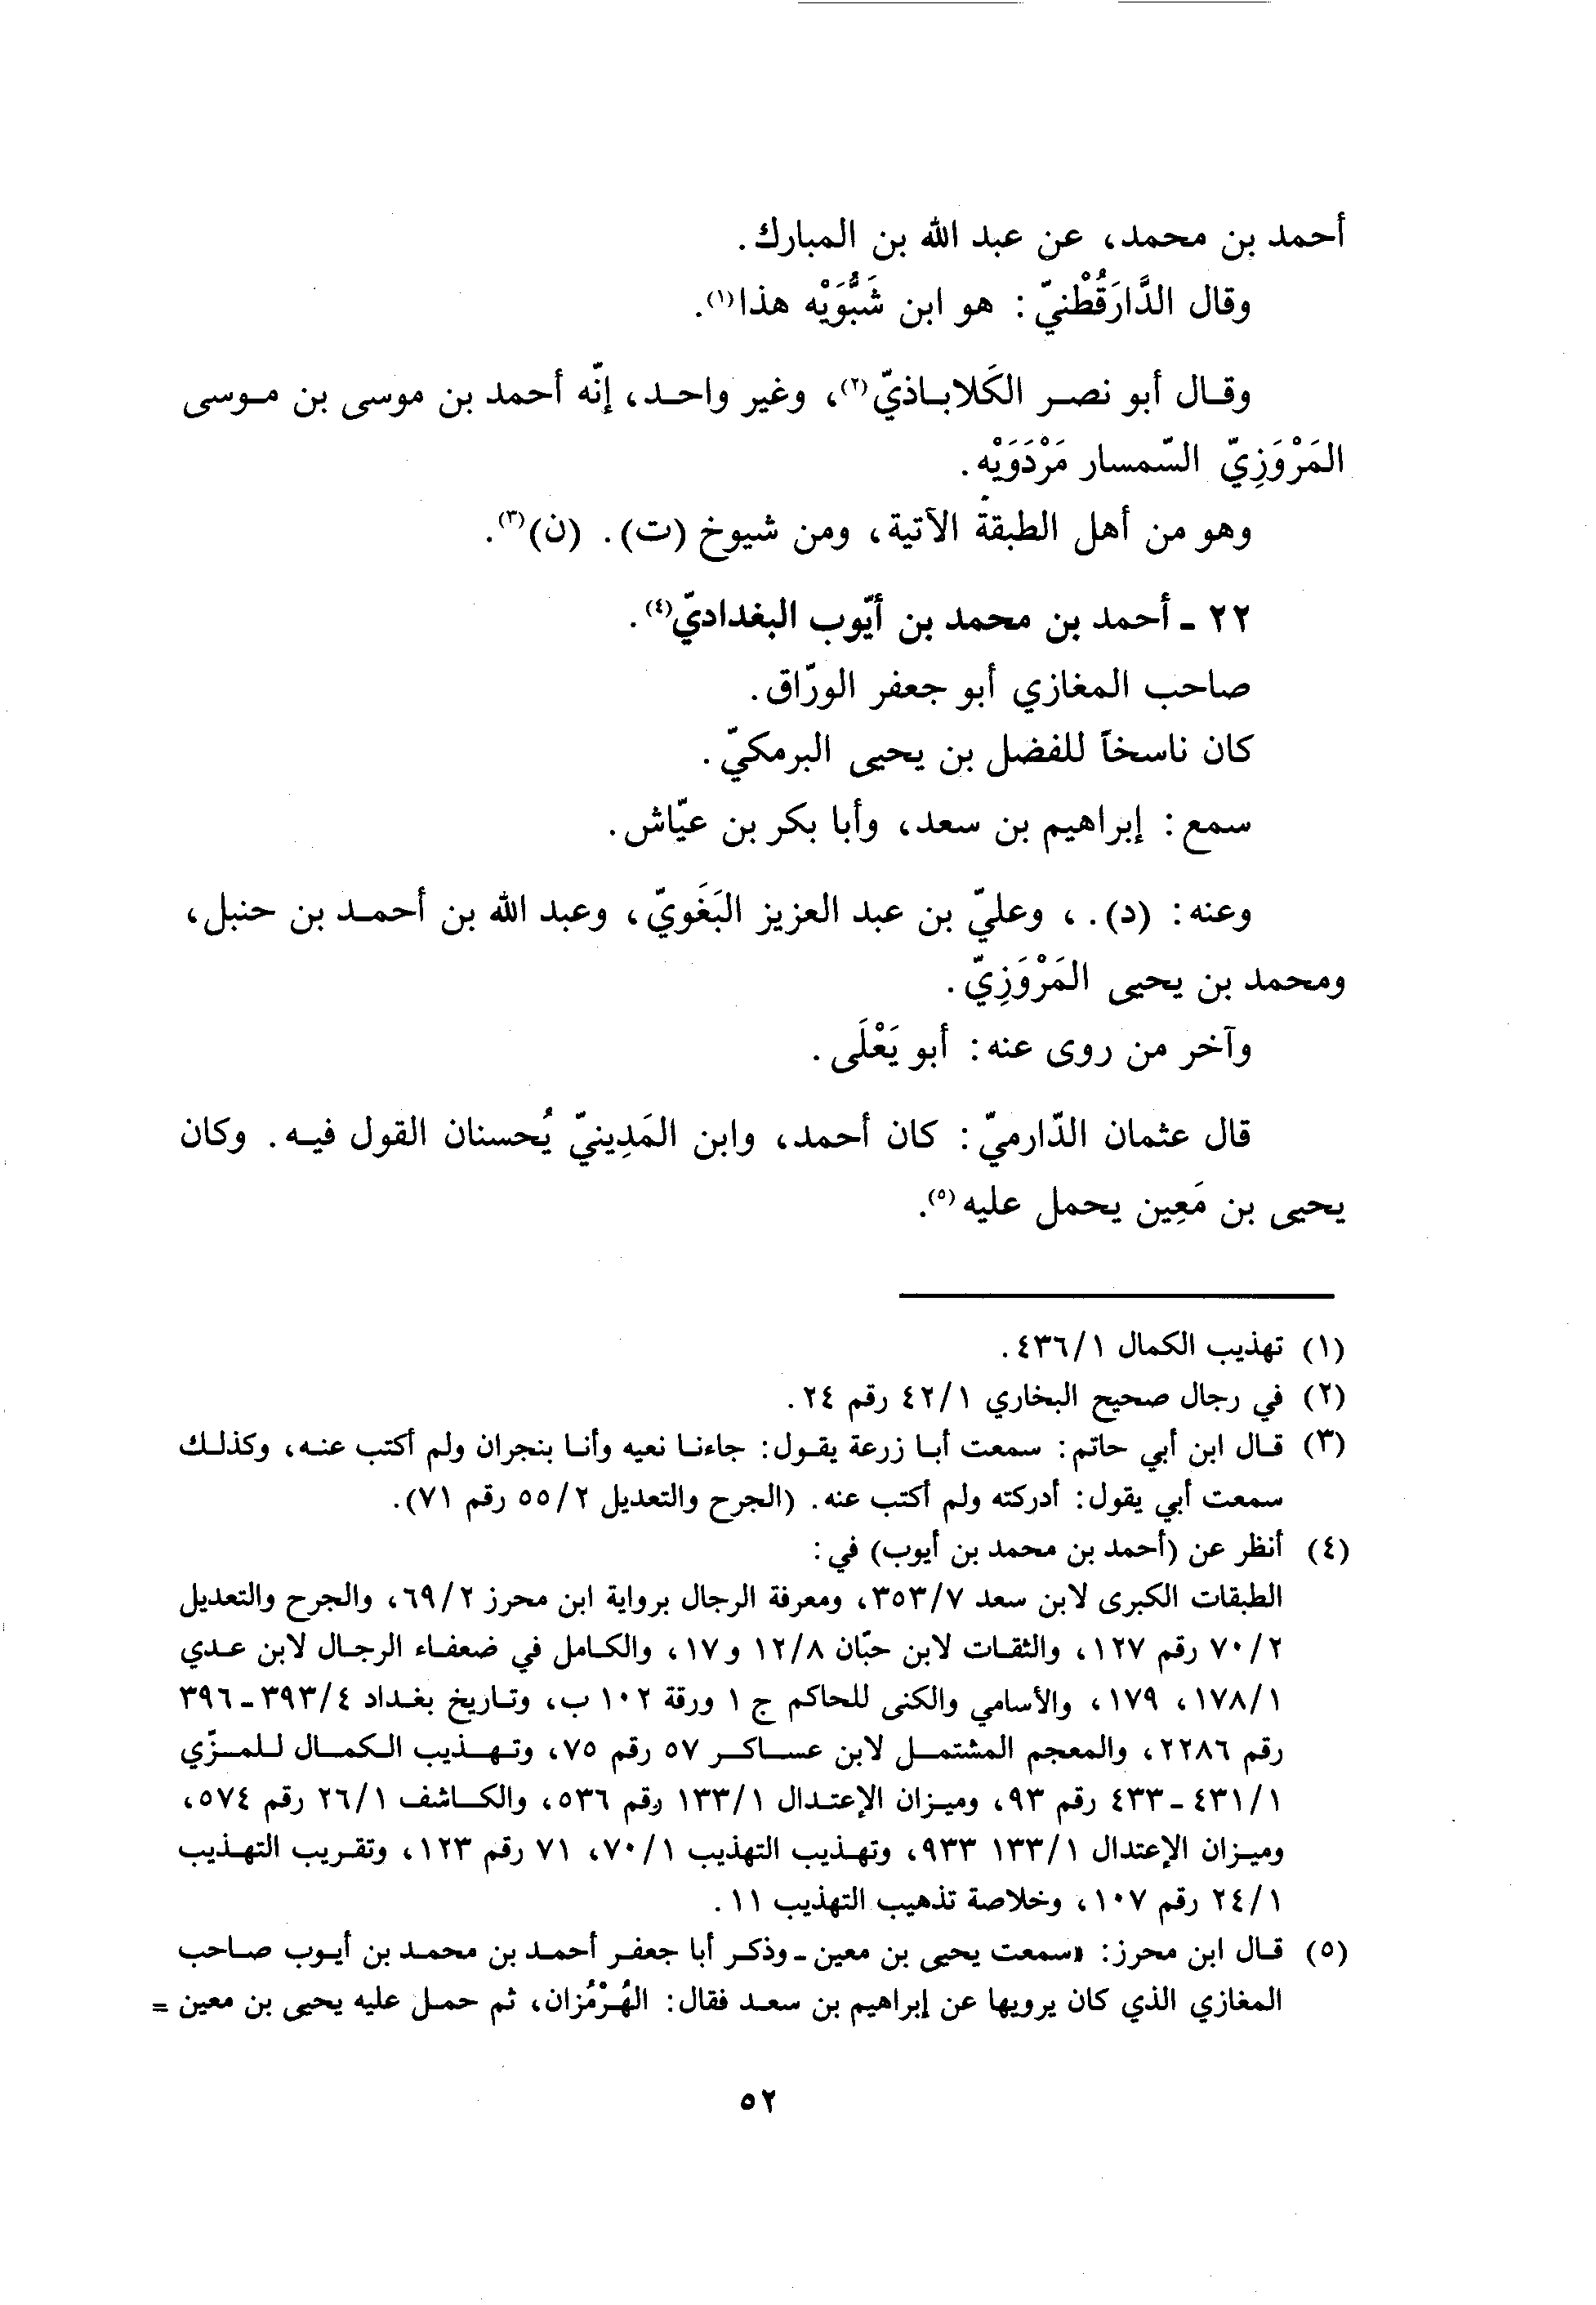 أحمد بن محمد، عن عبد الله بن المبارك.
وقال الدَّارَقُطْنيّ: هو ابن شَبُّوَيْه هذا(١).
وقال أبو نصر الكَلاباذيّ(٢)، وغير واحد، إنّه أحمد بن موسى بن موسى
المَرْوَزِيّ السّمسار مَرْدَوَيْه.
وهو من أهل الطبقة الآتية، ومن شيوخ (ت). (ن)(٣).
٢٢ - أحمد بن محمد بن أيّوب البغداديّ(٤).
صاحب المغازي أبو جعفر الورّاق.
كان ناسخاً للفضل بن يحيى البرمكيّ.
سمع: إبراهيم بن سعد، وأبا بكر بن عيّاش.
وعنه: (د). ، وعليّ بن عبد العزيز البَغَويّ، وعبد الله بن أحمد بن حنبل،
ومحمد بن يحيى المَرْوَزِيّ.
وآخر من روى عنه: أبو يَعْلَى.
قال عثمان الدّارميّ: كان أحمد، وابن المَدِينيّ يُحسنان القول فيه. وكان
يحيى بن مَعِين يحمل عليه(٥).
(١) تهذيب الكمال ٤٣٦/١.
(٢) في رجال صحيح البخاري ٤٢/١ رقم ٢٤.
(٣) قال ابن أبي حاتم: سمعت أبا زرعة يقول: جاءنا نعيه وأنا بنجران ولم أكتب عنه، وكذلك
سمعت أبي يقول: أدركته ولم أكتب عنه. (الجرح والتعديل ٥٥/٢ رقم ٧١).
(٤) أنظر عن (أحمد بن محمد بن أيوب) في:
الطبقات الكبرى لابن سعد ٣٥٣/٧، ومعرفة الرجال برواية ابن محرز ٦٩/٢، والجرح والتعديل
٧٠/٢ رقم ١٢٧، والثقات لابن حبّان ١٢/٨ و١٧، والكامل في ضعفاء الرجال لابن عدي
١٧٨/١، ١٧٩، والأسامي والكنى للحاكم ج ١ ورقة ١٠٢ ب، وتاريخ بغداد ٣٩٣/٤ - ٣٩٦
رقم ٢٢٨٦، والمعجم المشتمل لابن عساكر ٥٧ رقم ٧٥، وتهذيب الكمال للمزّي
٤٣١/١ - ٤٣٣ رقم ٩٣، وميزان الإعتدال ١٣٣/١ رقم ٥٣٦، والكاشف ٢٦/١ رقم ٥٧٤،
وميزان الإعتدال ١٣٣/١ ٩٣٣، وتهذيب التهذيب ٧٠/١، ٧١ رقم ١٢٣، وتقريب التهذيب
٢٤/١ رقم ١٠٧، وخلاصة تذهيب التهذيب ١١.
(٥) قال ابن محرز: «سمعت يحيى بن معين - وذكر أبا جعفر أحمد بن محمد بن أيوب صاحب
المغازي الذي كان يرويها عن إبراهيم بن سعد فقال: الهُرْمُزان، ثم حمل عليه يحيى بن معين =
٥٢